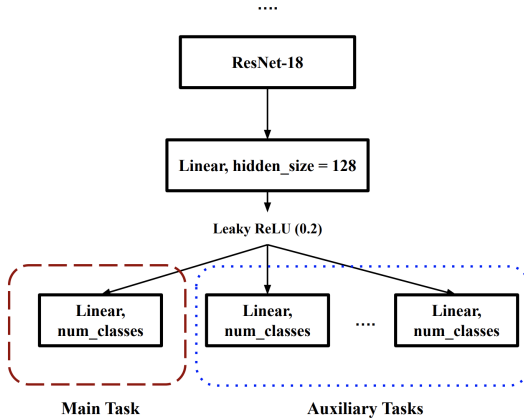 ....
ResNet-18
Linear, hidden_size = 128
Leaky ReLU (0.2)
Linear,
num_classes
Linear,
num_classes
....
Linear,
num_classes
Main Task
Auxiliary Tasks